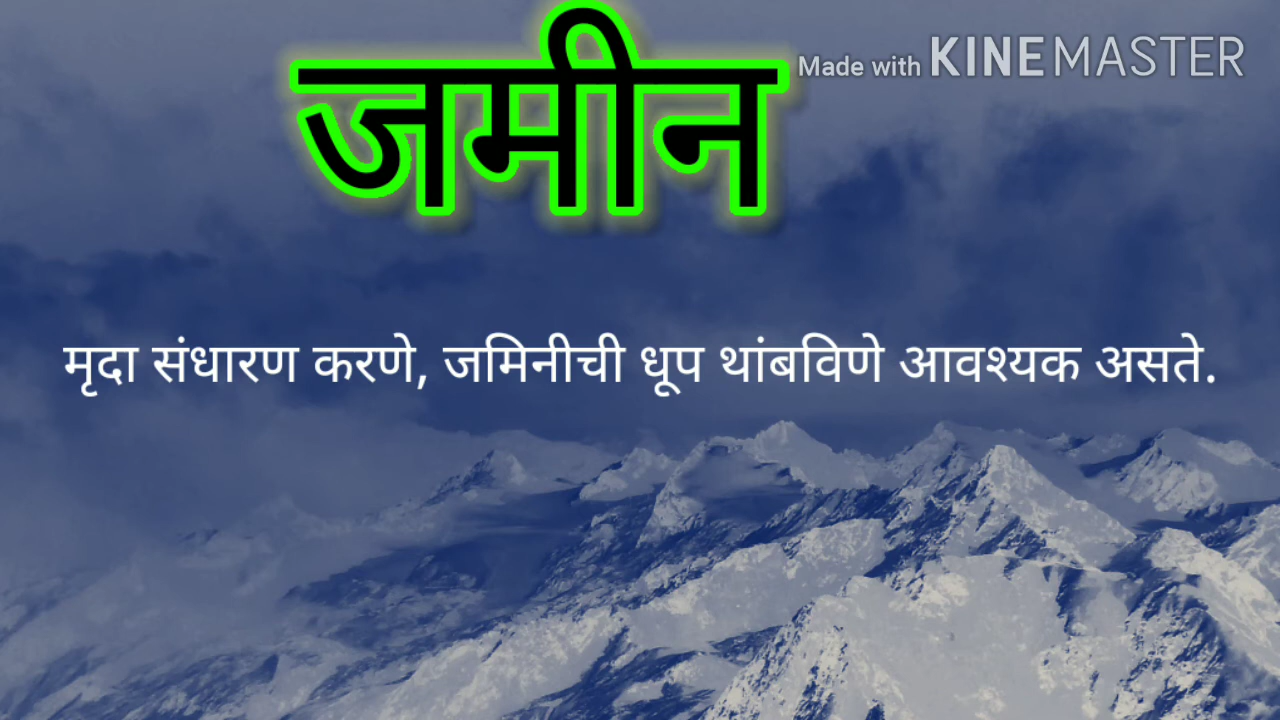 जमीन
Made with KINEMASTER
मृदा संधारण करणे, जमिनीची धूप थांबविणे आवश्यक असते.